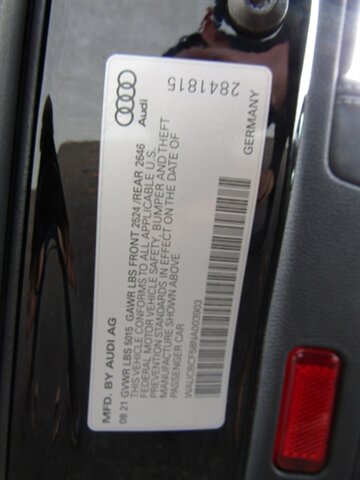 MFD. BY AUDI AG
08.21 GVWR LBS 5015 GAWR LBS FRONT 2524 /REAR 2646
THIS VEHICLE CONFORMS TO ALL APPLICABLE U.S.
FEDERAL MOTOR VEHICLE SAFETY, BUMPER AND THEFT
PREVENTION STANDARDS IN EFFECT ON THE DATE OF
MANUFACTURE SHOWN ABOVE
PASSENGER CAR
WAUCBCF58NA003903
GERMANY
Audi
2841815